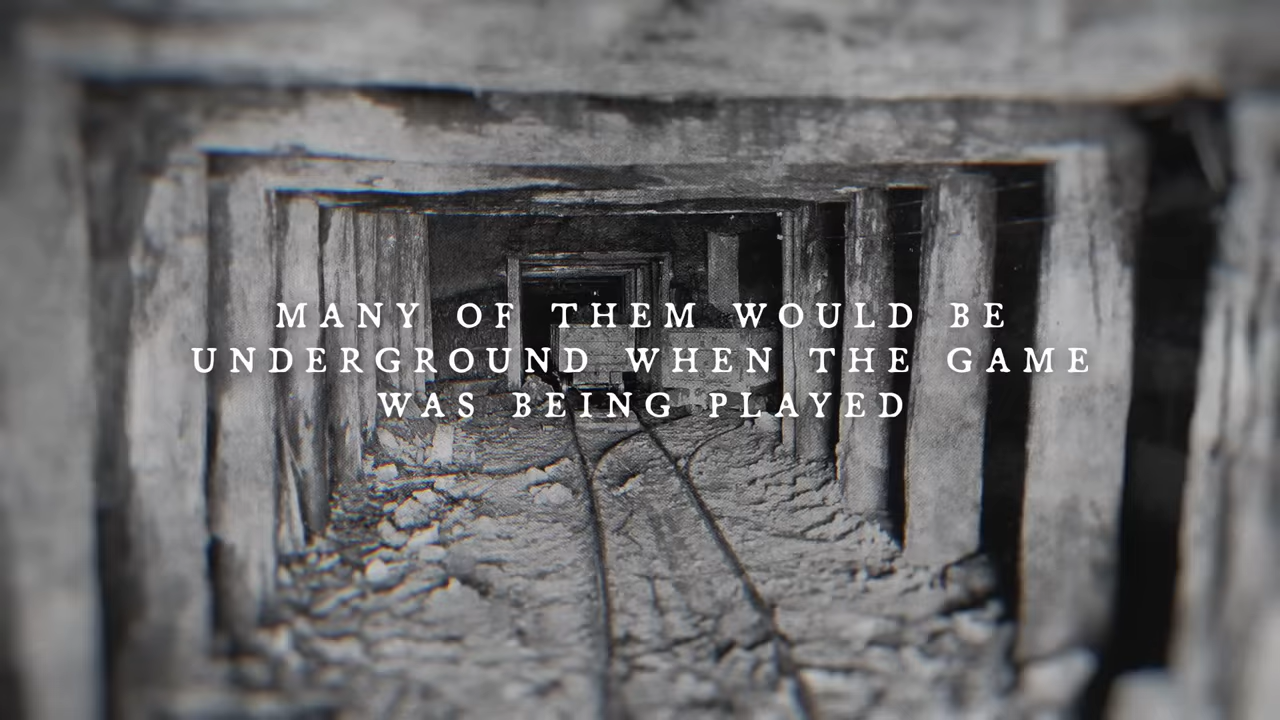 MANY OF THEM WOULD BE
UNDERGROUND WHEN THE GAME
WAS BEING PLAYED